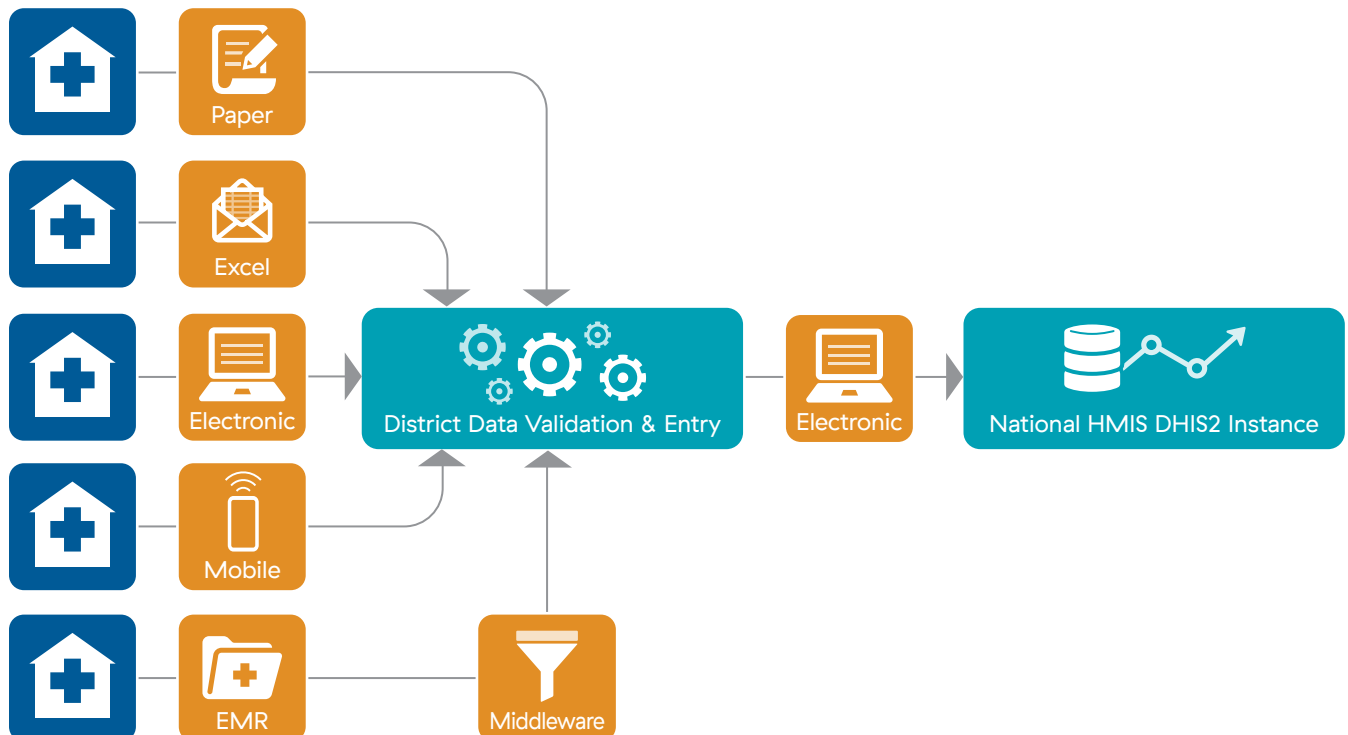 Paper
Excel
Electronic
District Data Validation & Entry
Electronic
National HMIS DHIS2 Instance
Mobile
EMR
Middleware